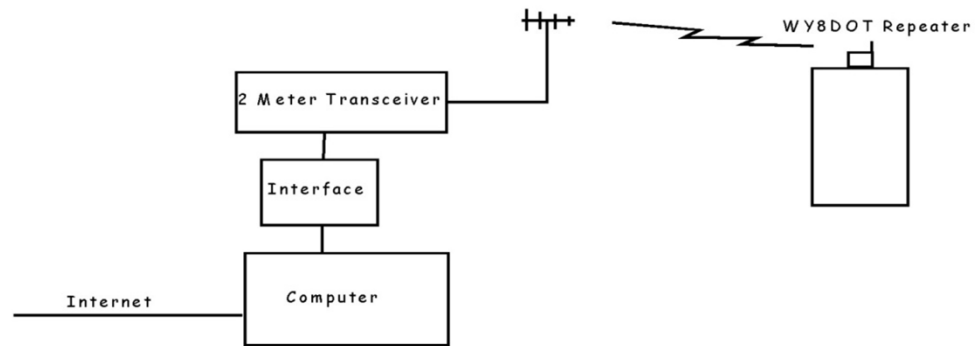 WY8DOT Repeater
2 Meter Transceiver
Interface
Computer
Internet